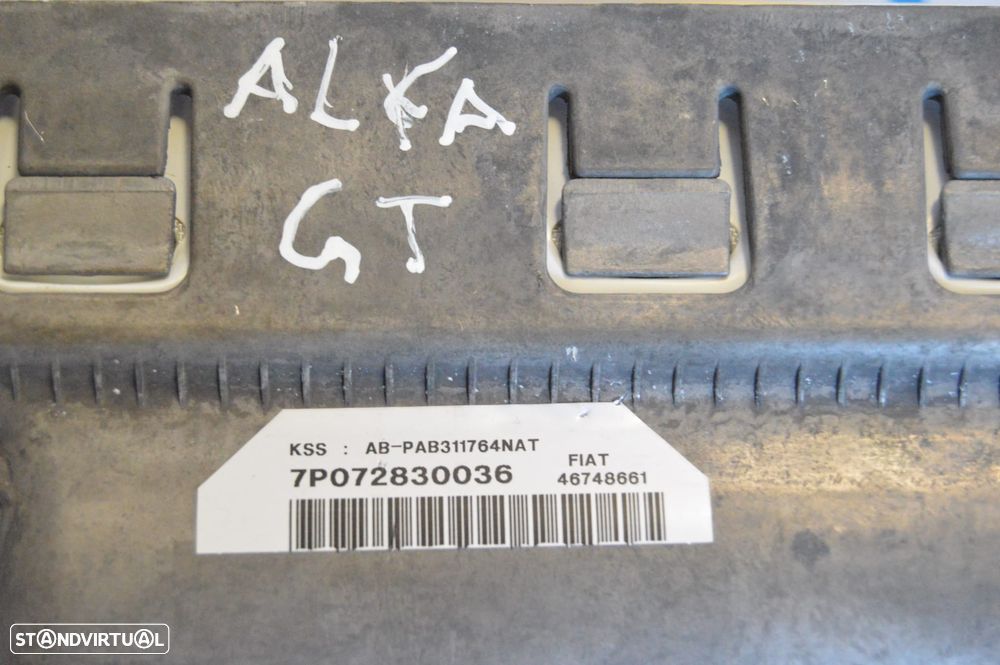 ALFA
GT
KSS : AB-PAB311764NAT
7P072830036
FIAT
46748661
STANDVIRTUAL